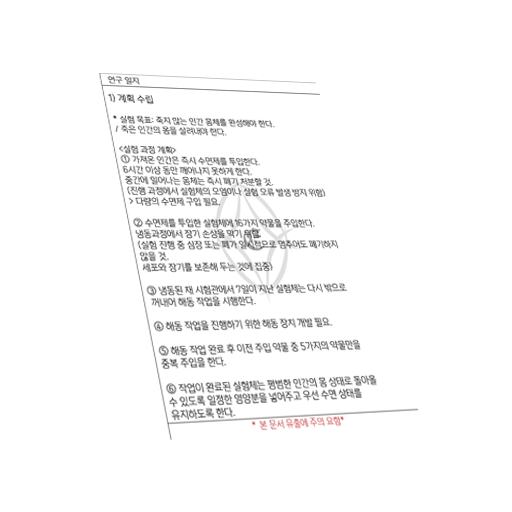 연구 일지
1) 계획 수립
* 실험 목표: 죽지 않는 인간 몸체를 완성해야 한다.
/ 죽은 인간의 몸을 살려내야 한다.
<실험 과정 계획>
① 가져온 인간은 즉시 수면제를 투입한다.
6시간 이상 동안 깨어나지 못하게 한다.
중간에 일어나는 몸체는 즉시 폐기 처분할 것.
(진행 과정에서 실험체의 오염이나 실험 오류 발생 방지 위함)
> 다량의 수면제 구입 필요.
② 수면제를 투입한 실험체에 16가지 약물을 주입한다.
냉동과정에서 장기 손상을 막기 위함.
(실험 진행 중 심장 또는 폐가 일시적으로 멈추어도 폐기하지
않을 것.
세포와 장기를 보존해 두는 것에 집중)
③ 냉동된 채 시험관에서 7일이 지난 실험체는 다시 밖으로
꺼내어 해동 작업을 시행한다.
④ 해동 작업을 진행하기 위한 해동 장치 개발 필요.
⑤ 해동 작업 완료 후 이전 주입 약물 중 5가지의 약물만을
중복 주입을 한다.
⑥ 작업이 완료된 실험체는 평범한 인간의 몸 상태로 돌아올
수 있도록 일정한 영양분을 넣어주고 우선 수면 상태를
유지하도록 한다.
* 본 문서 유출에 주의 요함*